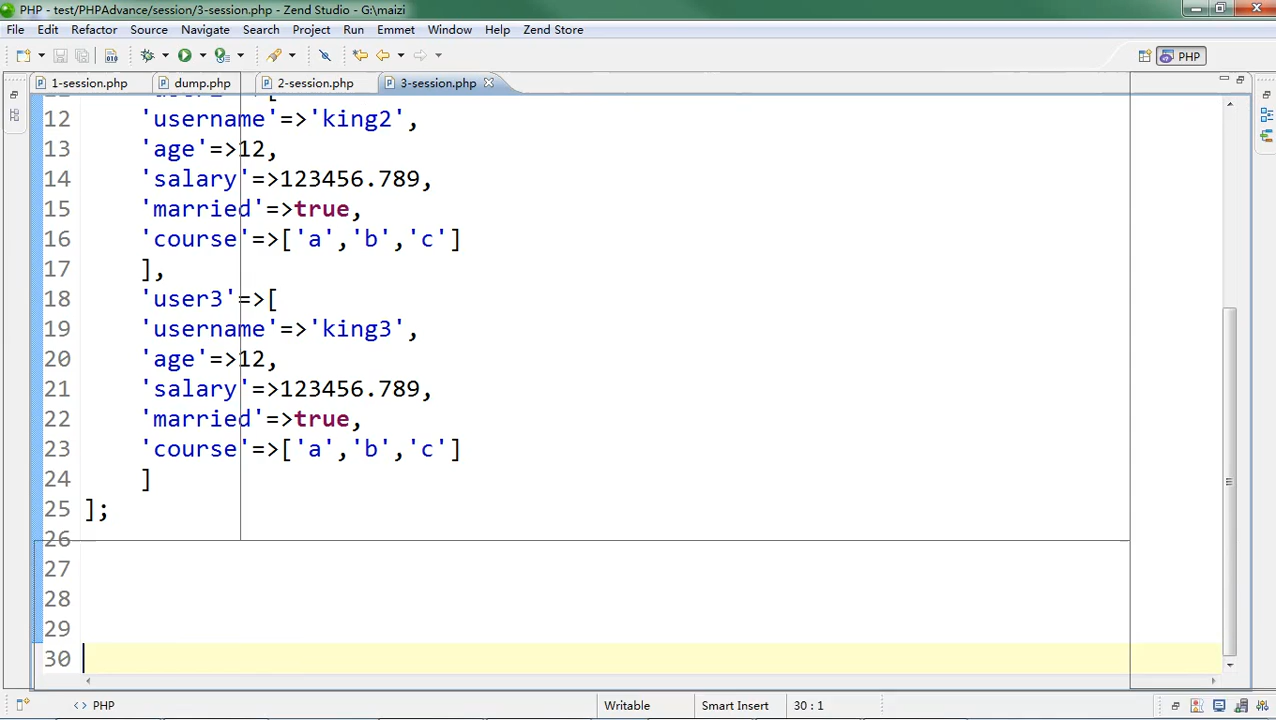 PHP - test/PHPAdvance/session/3-session.php - Zend Studio - G:\maizi
File Edit Refactor Source Navigate Search Project Run Emmet Window Help Zend Store
PHP
1-session.php dump.php 2-session.php 3-session.php
12 'username'=>'king2',
13 'age'=>12,
14 'salary'=>123456.789,
15 'married'=>true,
16 'course'=>['a','b','c']
17 ],
18 'user3'=>[
19 'username'=>'king3',
20 'age'=>12,
21 'salary'=>123456.789,
22 'married'=>true,
23 'course'=>['a','b','c']
24 ]
25 ];
26
27
28
29
30
<> PHP Writable Smart Insert 30 : 1